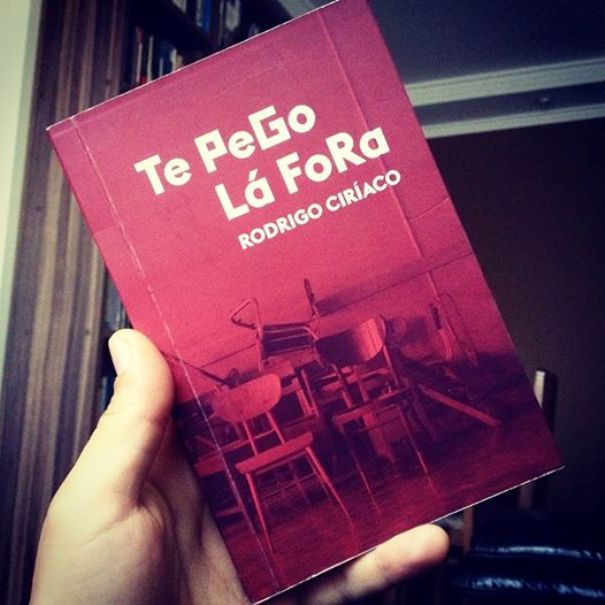 Te PeGo
Lá FoRa
RODRIGO CIRÍACO